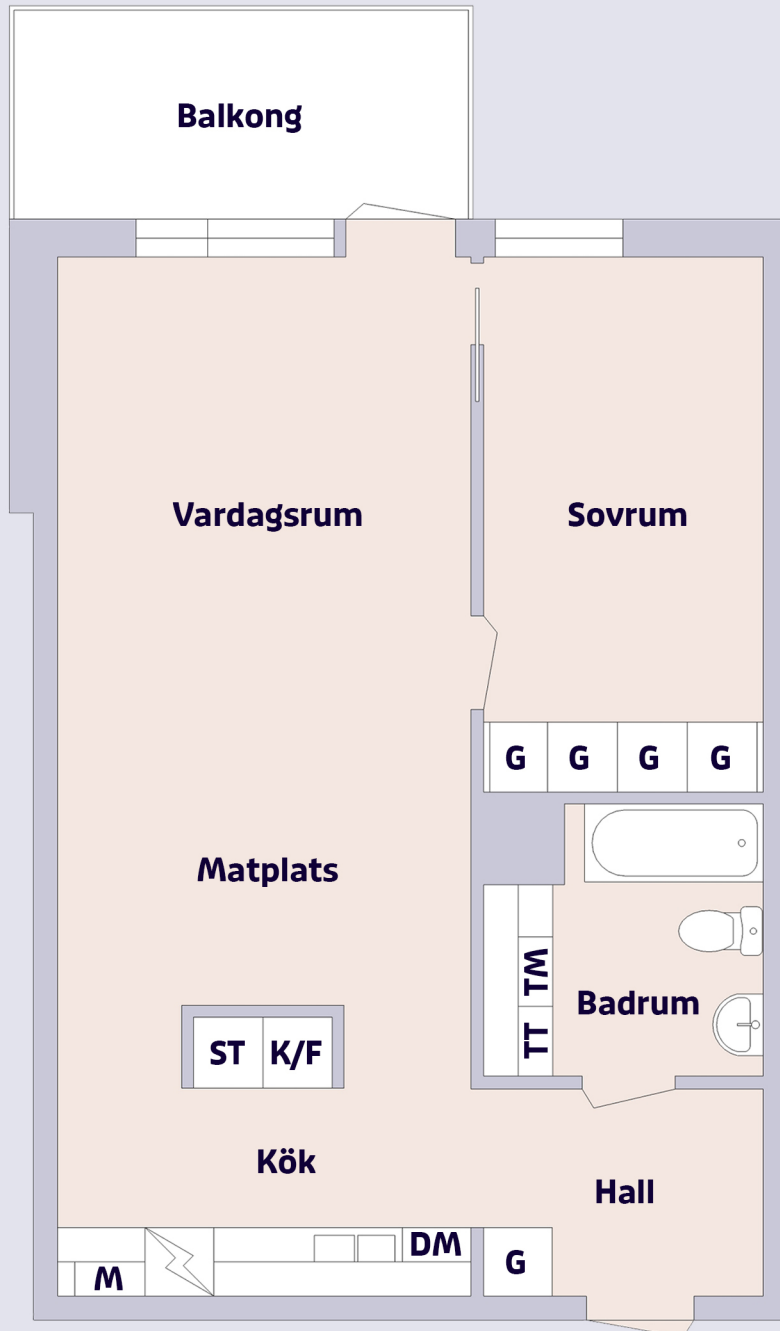 Balkong
Vardagsrum
Sovrum
G G G G
Matplats
TM
Badrum
TT
ST K/F
Kök
Hall
DM
M
G